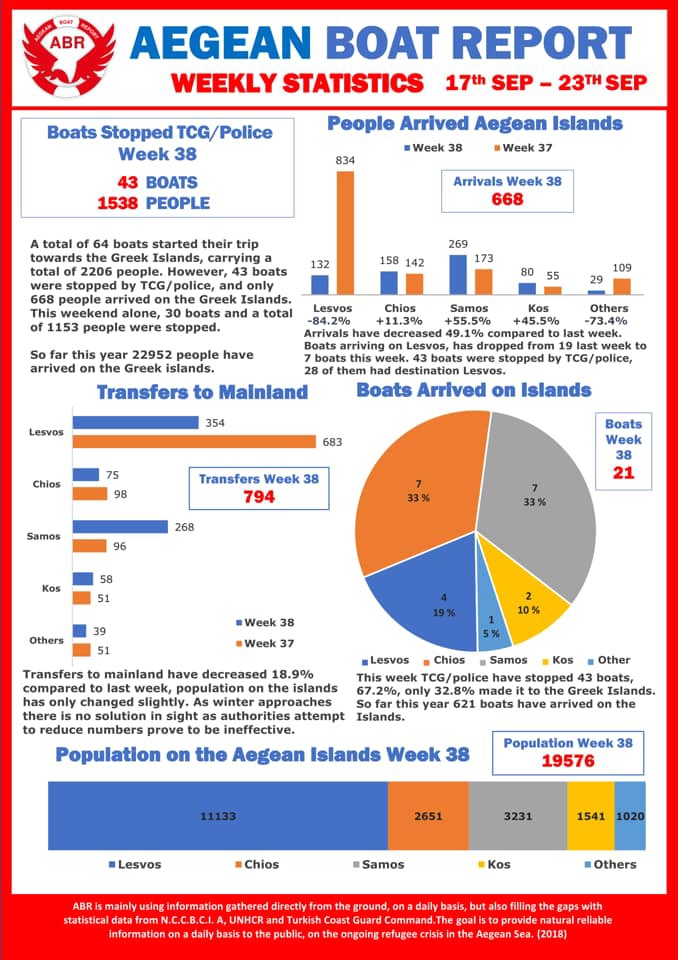 AEGEAN BOAT REPORT
ABR
AEGEAN BOAT REPORT
WEEKLY STATISTICS 17th SEP – 23TH SEP
Boats Stopped TCG/Police
Week 38
43 BOATS
1538 PEOPLE
A total of 64 boats started their trip
towards the Greek Islands, carrying a
total of 2206 people. However, 43 boats
were stopped by TCG/police, and only
668 people arrived on the Greek Islands.
This weekend alone, 30 boats and a total
of 1153 people were stopped.
So far this year 22952 people have
arrived on the Greek islands.
People Arrived Aegean Islands
Week 38 Week 37
Arrivals Week 38
668
834
132
158 142
269
173
80 55
29
109
Lesvos Chios Samos Kos Others
-84.2% +11.3% +55.5% +45.5% -73.4%
Arrivals have decreased 49.1% compared to last week.
Boats arriving on Lesvos, has dropped from 19 last week to
7 boats this week. 43 boats were stopped by TCG/police,
28 of them had destination Lesvos.
Transfers to Mainland
Lesvos
354
683
Chios
75
98
Samos
268
96
Kos
58
51
Others
39
51
Transfers Week 38
794
Week 38
Week 37
Transfers to mainland have decreased 18.9%
compared to last week, population on the islands
has only changed slightly. As winter approaches
there is no solution in sight as authorities attempt
to reduce numbers prove to be ineffective.
Boats Arrived on Islands
Boats
Week
38
21
7
33 %
7
33 %
4
19 %
1
5 %
2
10 %
Lesvos Chios Samos Kos Other
This week TCG/police have stopped 43 boats,
67.2%, only 32.8% made it to the Greek Islands.
So far this year 621 boats have arrived on the
Islands.
Population on the Aegean Islands Week 38
Population Week 38
19576
11133 2651 3231 1541 1020
Lesvos Chios Samos Kos Others
ABR is mainly using information gathered directly from the ground, on a daily basis, but also filling the gaps with
statistical data from N.C.C.B.C.I. A, UNHCR and Turkish Coast Guard Command.The goal is to provide natural reliable
information on a daily basis to the public, on the ongoing refugee crisis in the Aegean Sea. (2018)